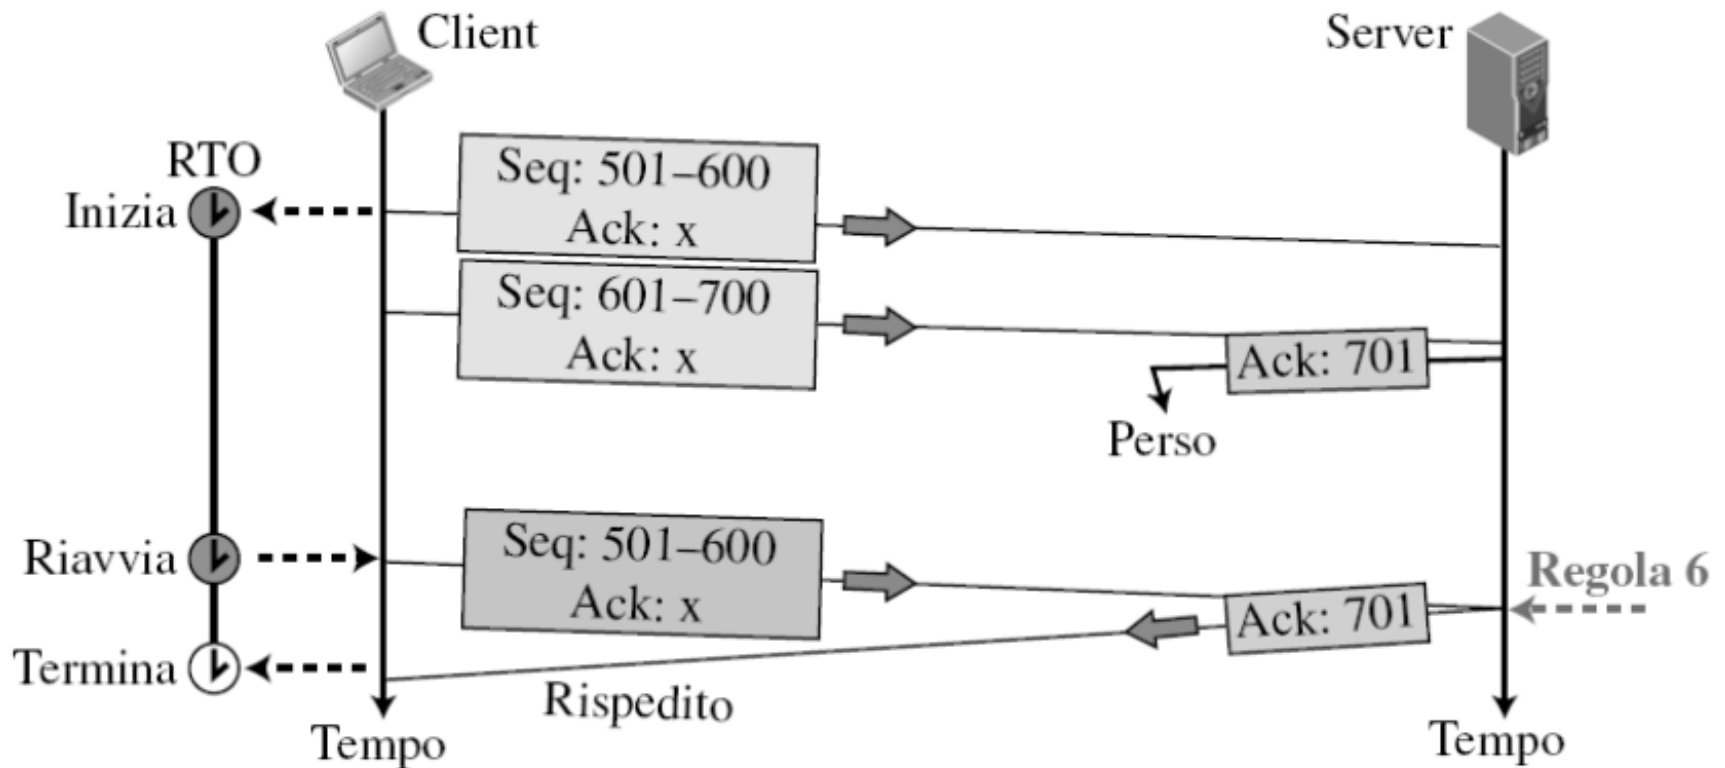 Client
Server
RTO
Inizia
Seq: 501–600
Ack: x
Seq: 601–700
Ack: x
Ack: 701
Perso
Riavvia
Seq: 501–600
Ack: x
Regola 6
Ack: 701
Termina
Rispedito
Tempo
Tempo